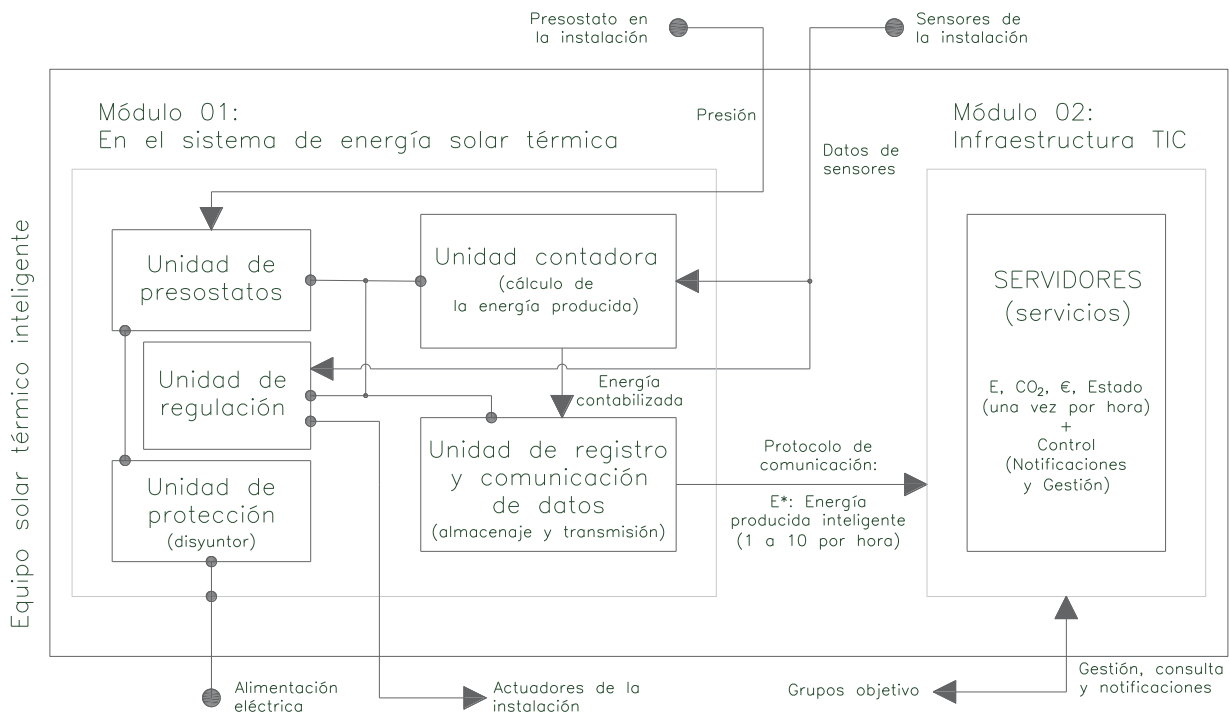 Presostato en
la instalación
Sensores de
la instalación
Módulo 01:
En el sistema de energía solar térmica
Presión
Datos de
sensores
Módulo 02:
Infraestructura TIC
Equipo solar térmico inteligente
Unidad de
presostatos
Unidad contadora
(cálculo de
la energía producida)
Unidad de
regulación
Energía
contabilizada
Unidad de
protección
(disyuntor)
Unidad de registro
y comunicación
de datos
(almacenaje y transmisión)
Protocolo de
comunicación:
E*: Energía
producida inteligente
(1 a 10 por hora)
SERVIDORES
(servicios)
E, CO₂, €, Estado
(una vez por hora)
+
Control
(Notificaciones
y Gestión)
Alimentación
eléctrica
Actuadores de la
instalación
Grupos objetivo
Gestión, consulta
y notificaciones